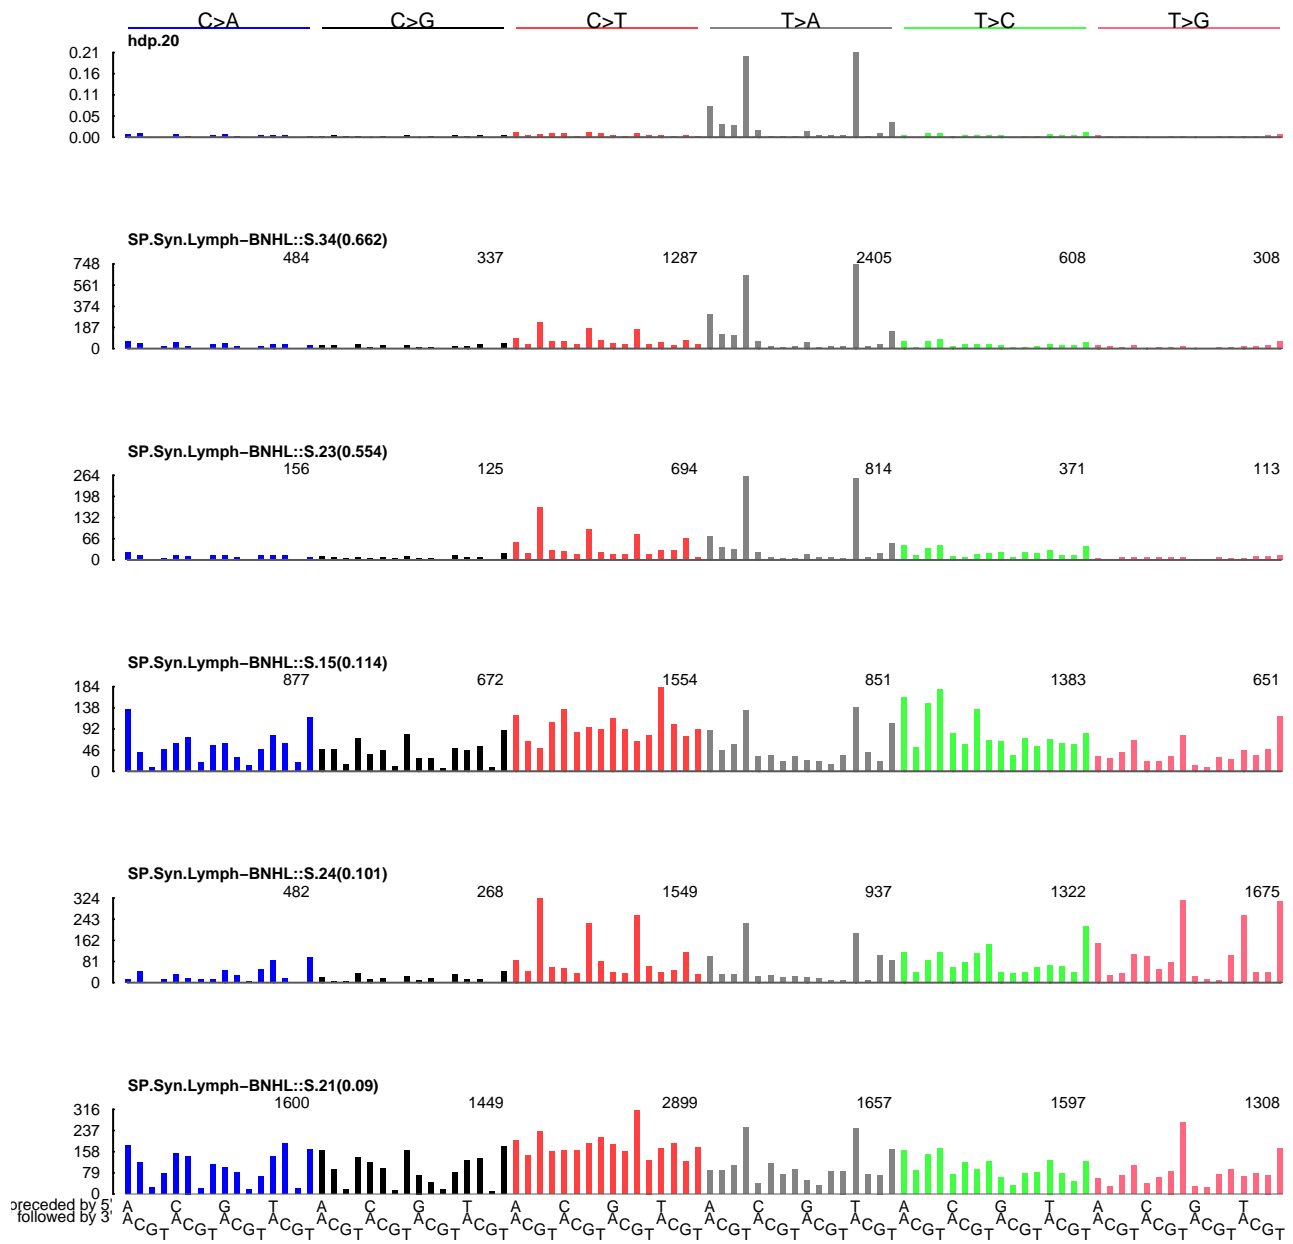 C>A C>G C>T T>A T>C T>G
hdp.20
0.21
0.16
0.11
0.05
0.00
SP.Syn.Lymph−BNHL::S.34(0.662)
484 337 1287 2405 608 308
748
561
374
187
0
SP.Syn.Lymph−BNHL::S.23(0.554)
156 125 694 814 371 113
264
198
132
66
0
SP.Syn.Lymph−BNHL::S.15(0.114)
877 672 1554 851 1383 651
184
138
92
46
0
SP.Syn.Lymph−BNHL::S.24(0.101)
482 268 1549 937 1322 1675
324
243
162
81
0
SP.Syn.Lymph−BNHL::S.21(0.09)
1600 1449 2899 1657 1597 1308
316
237
158
79
0
preceded by 5' A C G T A C G T A C G T A C G T A C G T A C G T
followed by 3' A C G T A C G T A C G T A C G T A C G T A C G T A C G T A C G T A C G T A C G T A C G T A C G T A C G T A C G T A C G T A C G T A C G T A C G T A C G T A C G T A C G T A C G T A C G T A C G T